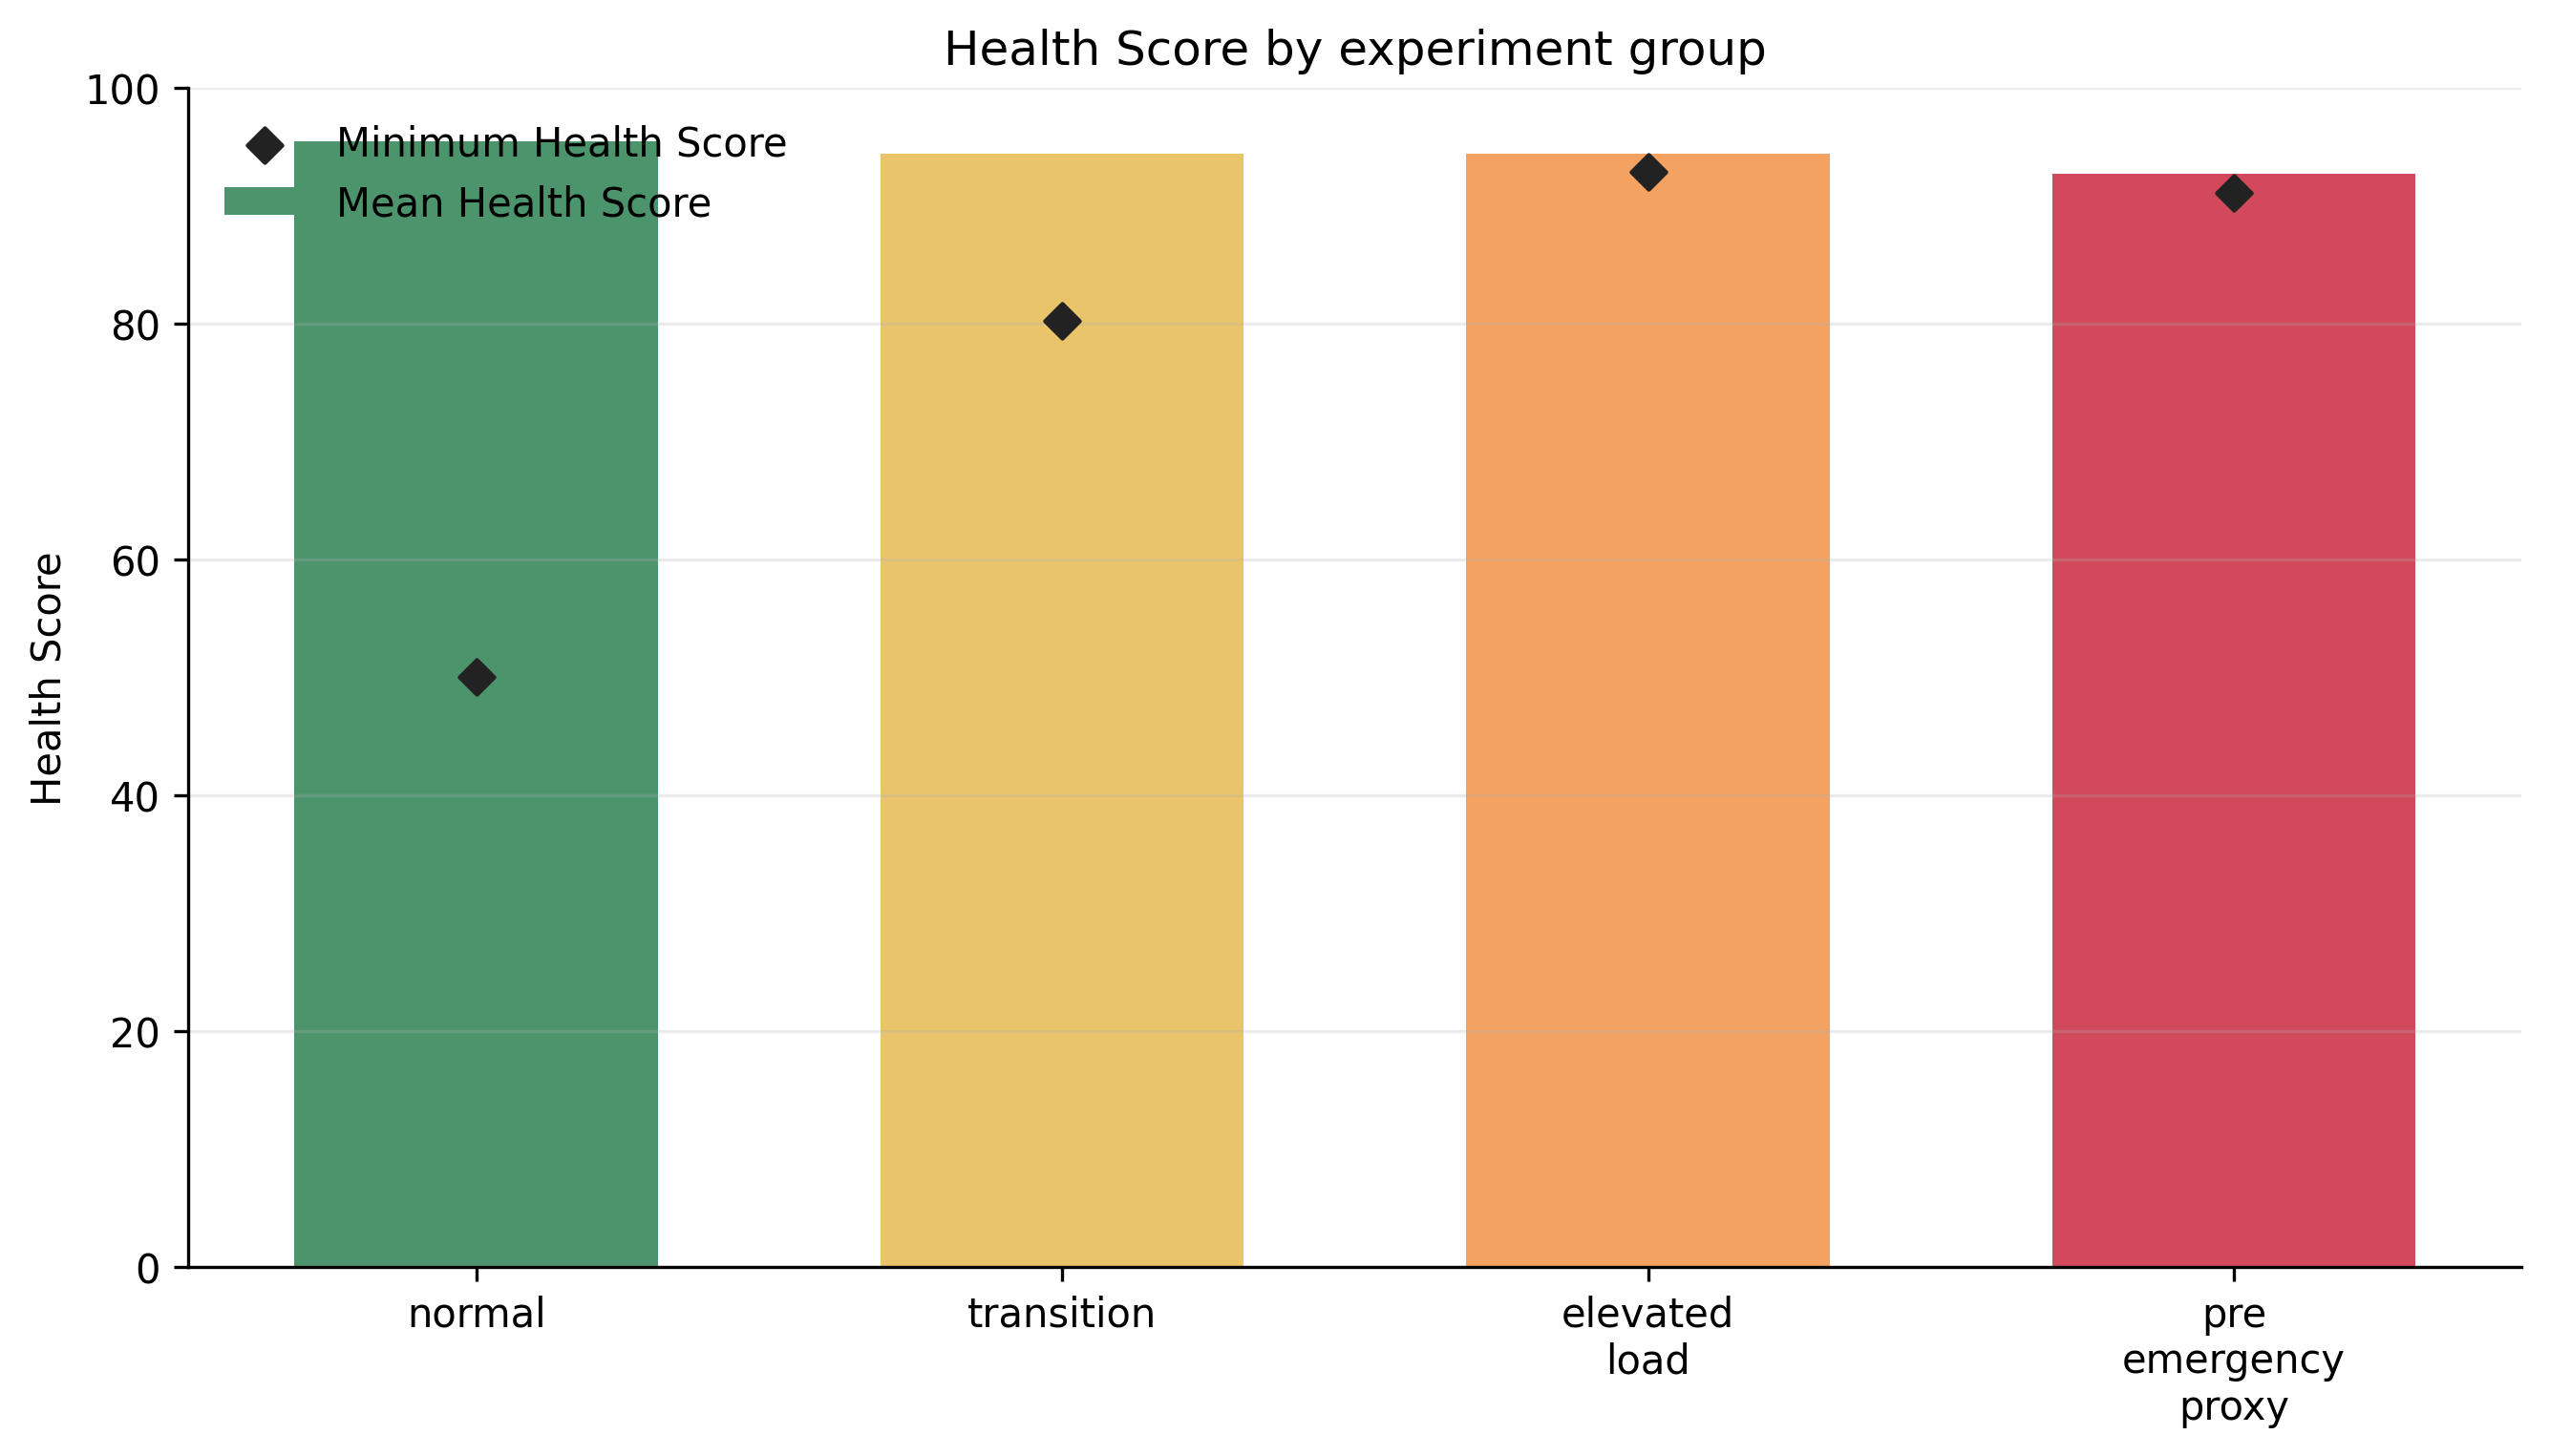 Health Score by experiment group
Health Score
100
80
60
40
20
0
Minimum Health Score
Mean Health Score
normal
transition
elevated
load
pre
emergency
proxy